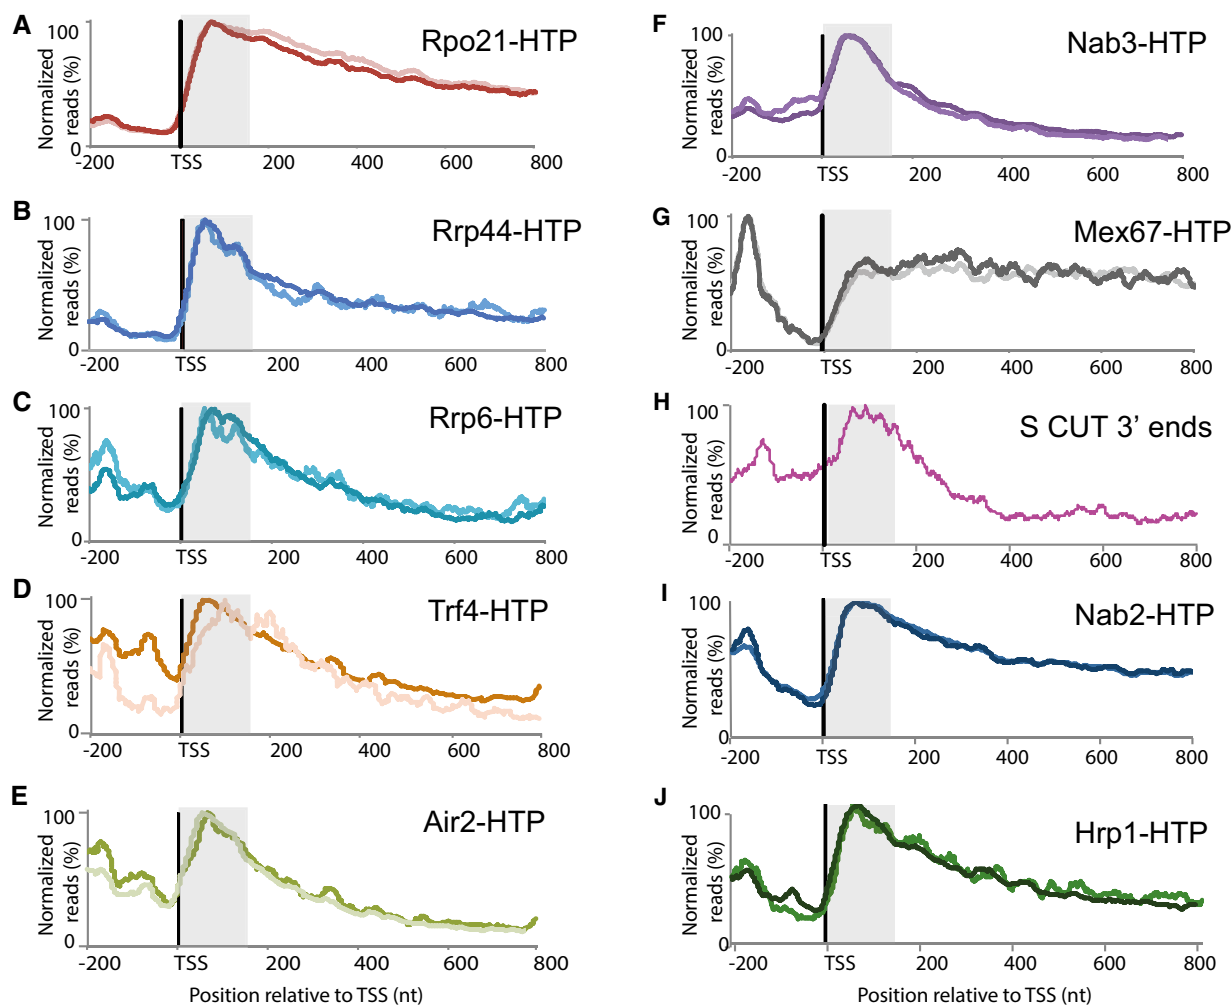 A
Rpo21-HTP
Normalized
reads (%)
100
0
-200 TSS 200 400 600 800
B
Rrp44-HTP
Normalized
reads (%)
100
0
-200 TSS 200 400 600 800
C
Rrp6-HTP
Normalized
reads (%)
100
0
-200 TSS 200 400 600 800
D
Trf4-HTP
Normalized
reads (%)
100
0
-200 TSS 200 400 600 800
E
Air2-HTP
Normalized
reads (%)
100
0
-200 TSS 200 400 600 800
Position relative to TSS (nt)
F
Nab3-HTP
Normalized
reads (%)
100
0
-200 TSS 200 400 600 800
G
Mex67-HTP
Normalized
reads (%)
100
0
-200 TSS 200 400 600 800
H
S CUT 3’ ends
Normalized
reads (%)
100
0
-200 TSS 200 400 600 800
I
Nab2-HTP
Normalized
reads (%)
100
0
-200 TSS 200 400 600 800
J
Hrp1-HTP
Normalized
reads (%)
100
0
-200 TSS 200 400 600 800
Position relative to TSS (nt)